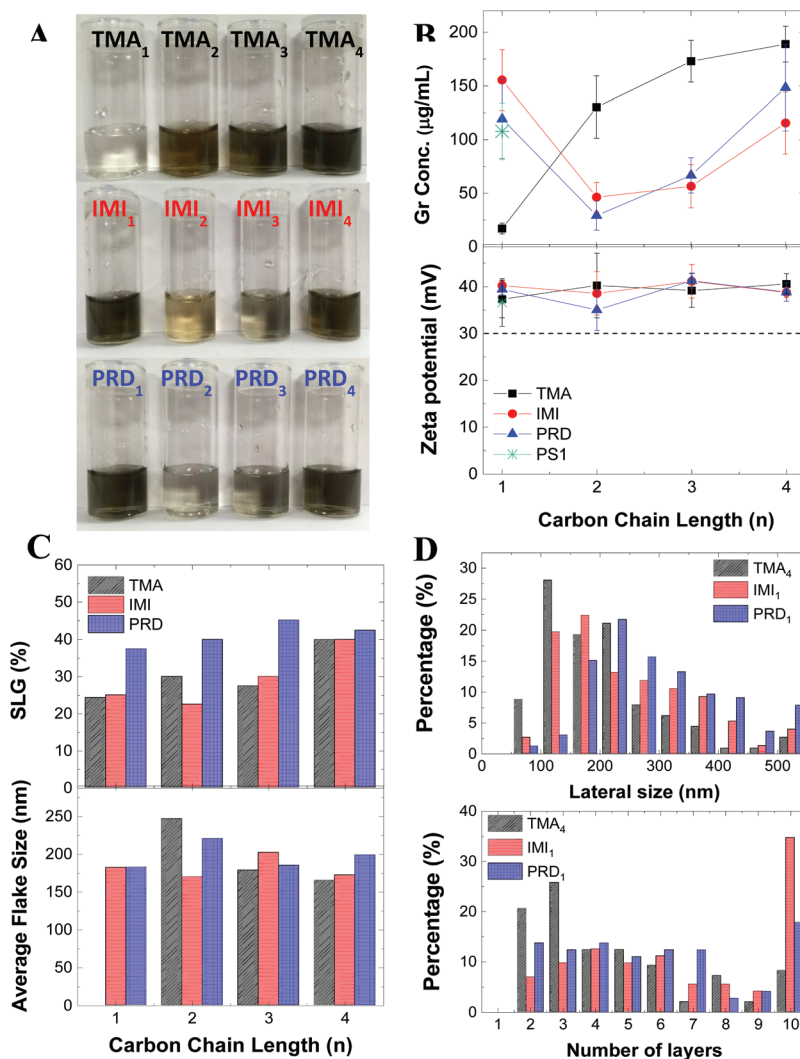 A
TMA1
TMA2
TMA3
TMA4
IMI1
IMI2
IMI3
IMI4
PRD1
PRD2
PRD3
PRD4
B
Gr Conc. (µg/mL)
200
150
100
50
0
Zeta potential (mV)
40
30
20
10
0
TMA
IMI
PRD
PS1
1 2 3 4
Carbon Chain Length (n)
C
SLG (%)
60
50
40
30
20
10
0
TMA
IMI
PRD
Average Flake Size (nm)
250
200
150
100
50
0
1 2 3 4
Carbon Chain Length (n)
D
Percentage (%)
30
25
20
15
10
5
0
TMA4
IMI1
PRD1
0 100 200 300 400 500
Lateral size (nm)
Percentage (%)
40
30
20
10
0
TMA4
IMI1
PRD1
1 2 3 4 5 6 7 8 9 10
Number of layers